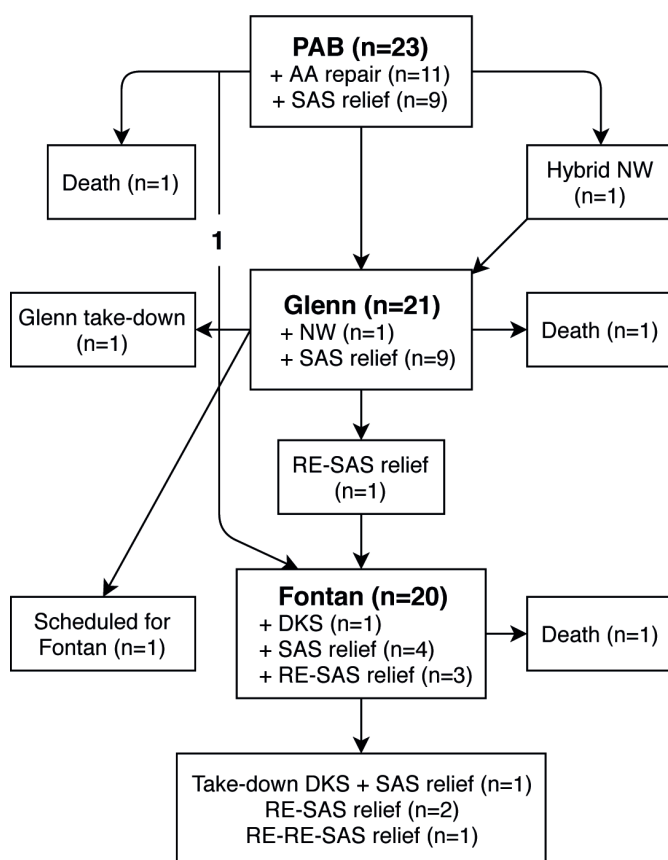 PAB (n=23)
+ AA repair (n=11)
+ SAS relief (n=9)
Death (n=1)
Hybrid NW
(n=1)
1
Glenn (n=21)
+ NW (n=1)
+ SAS relief (n=9)
Glenn take-down
(n=1)
Death (n=1)
RE-SAS relief
(n=1)
Fontan (n=20)
+ DKS (n=1)
+ SAS relief (n=4)
+ RE-SAS relief (n=3)
Scheduled for
Fontan (n=1)
Death (n=1)
Take-down DKS + SAS relief (n=1)
RE-SAS relief (n=2)
RE-RE-SAS relief (n=1)